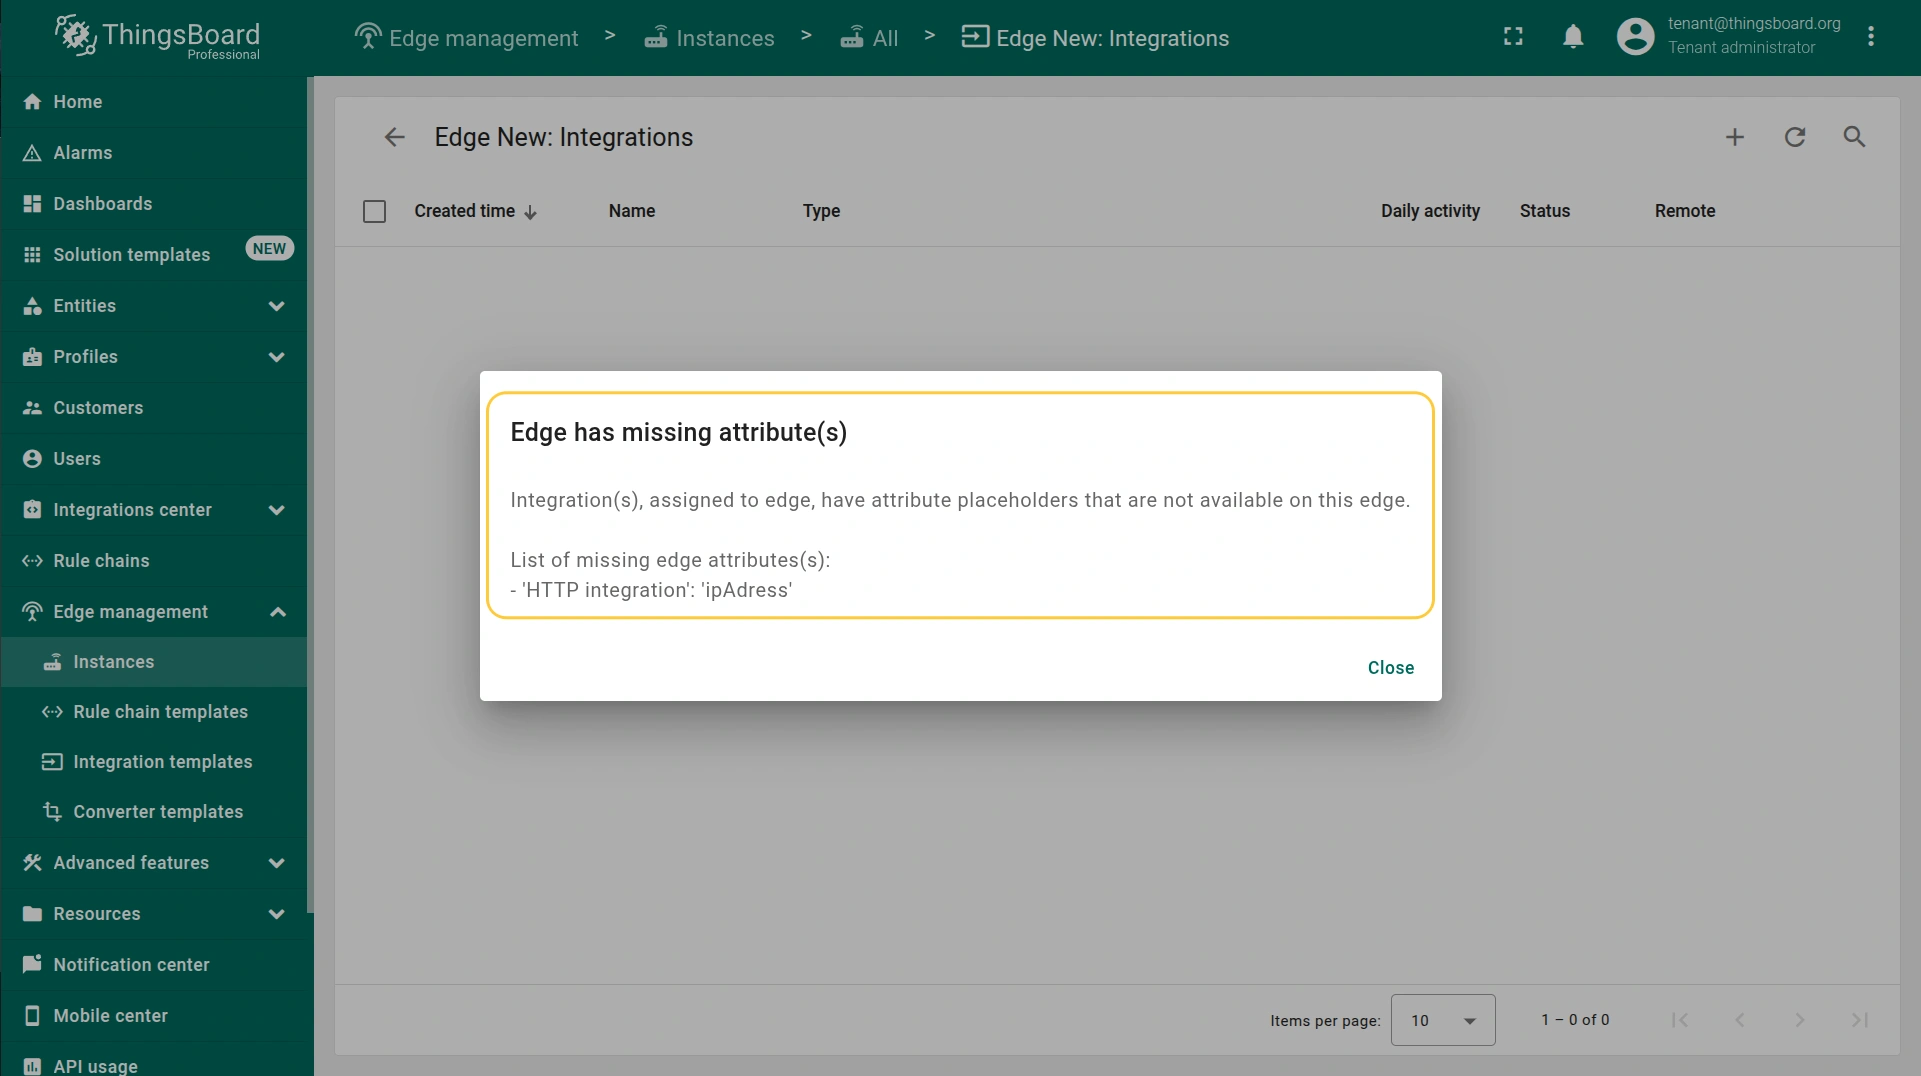 ThingsBoard
Professional
Edge management > Instances > All > Edge New: Integrations
tenant@thingsboard.org
Tenant administrator
Home
Alarms
Dashboards
Solution templates NEW
Entities
Profiles
Customers
Users
Integrations center
Rule chains
Edge management
Instances
Rule chain templates
Integration templates
Converter templates
Advanced features
Resources
Notification center
Mobile center
API usage
Edge New: Integrations
Created time Name Type Daily activity Status Remote
Edge has missing attribute(s)
Integration(s), assigned to edge, have attribute placeholders that are not available on this edge.
List of missing edge attributes(s):
- 'HTTP integration': 'ipAdress'
Close
Items per page: 10 1 – 0 of 0